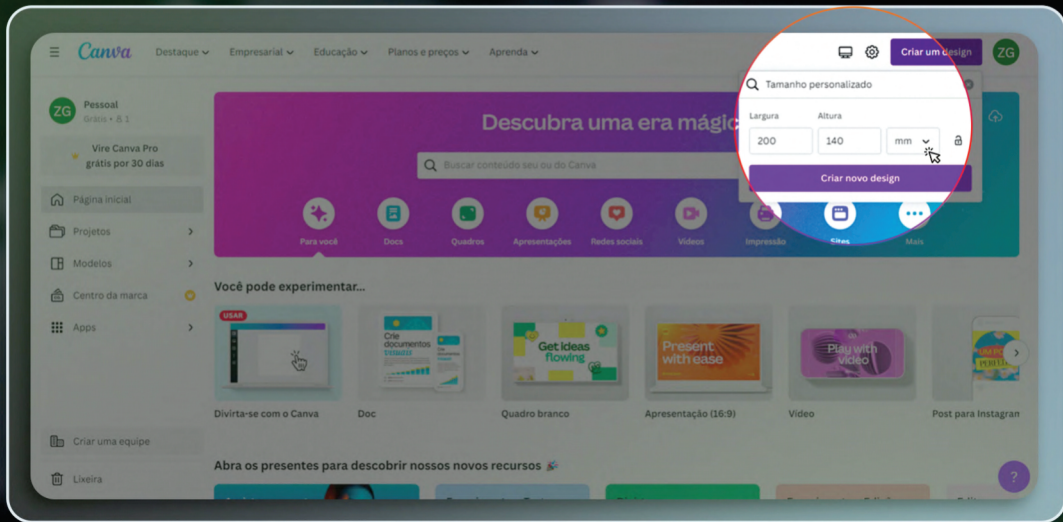 Canva
Destaque
Empresarial
Educação
Planos e preços
Aprenda
Criar um design
ZG
ZG
Pessoal
Grátis • 8.1
Vire Canva Pro
grátis por 30 dias
Página inicial
Projetos
Modelos
Centro da marca
Apps
Criar uma equipe
Lixeira
Tamanho personalizado
Largura
Altura
200
140
mm
Criar novo design
Descubra uma era mágic
Buscar conteúdo seu ou do Canva
Para você
Docs
Quadros
Apresentações
Redes sociais
Vídeos
Impressão
Sites
Mais
Você pode experimentar...
USAR
Crie
documentos
visuais
Get ideas
flowing
Present
with ease
Play with
video
Divirta-se com o Canva
Doc
Quadro branco
Apresentação (16:9)
Vídeo
Post para Instagram
Abra os presentes para descobrir nossos novos recursos
?